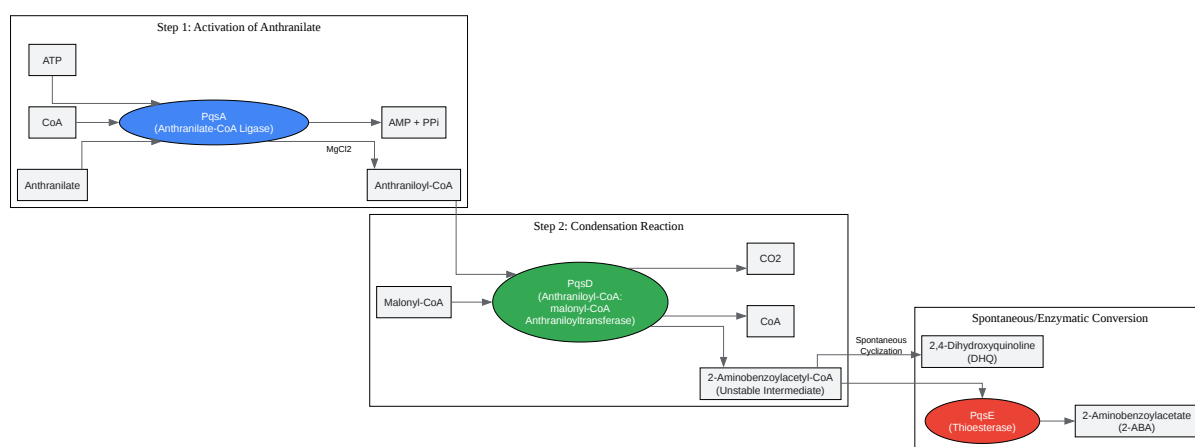 Step 1: Activation of Anthranilate
ATP
CoA
Anthranilate
PqsA
(Anthranilate-CoA Ligase)
AMP + PPi
MgCl2
Anthraniloyl-CoA
Step 2: Condensation Reaction
Malonyl-CoA
PqsD
(Anthraniloyl-CoA:
malonyl-CoA
Anthraniloyltransferase)
CO2
CoA
2-Aminobenzoylacetyl-CoA
(Unstable Intermediate)
Spontaneous
Cyclization
Spontaneous/Enzymatic Conversion
2,4-Dihydroxyquinoline
(DHQ)
PqsE
(Thioesterase)
2-Aminobenzoylacetate
(2-ABA)